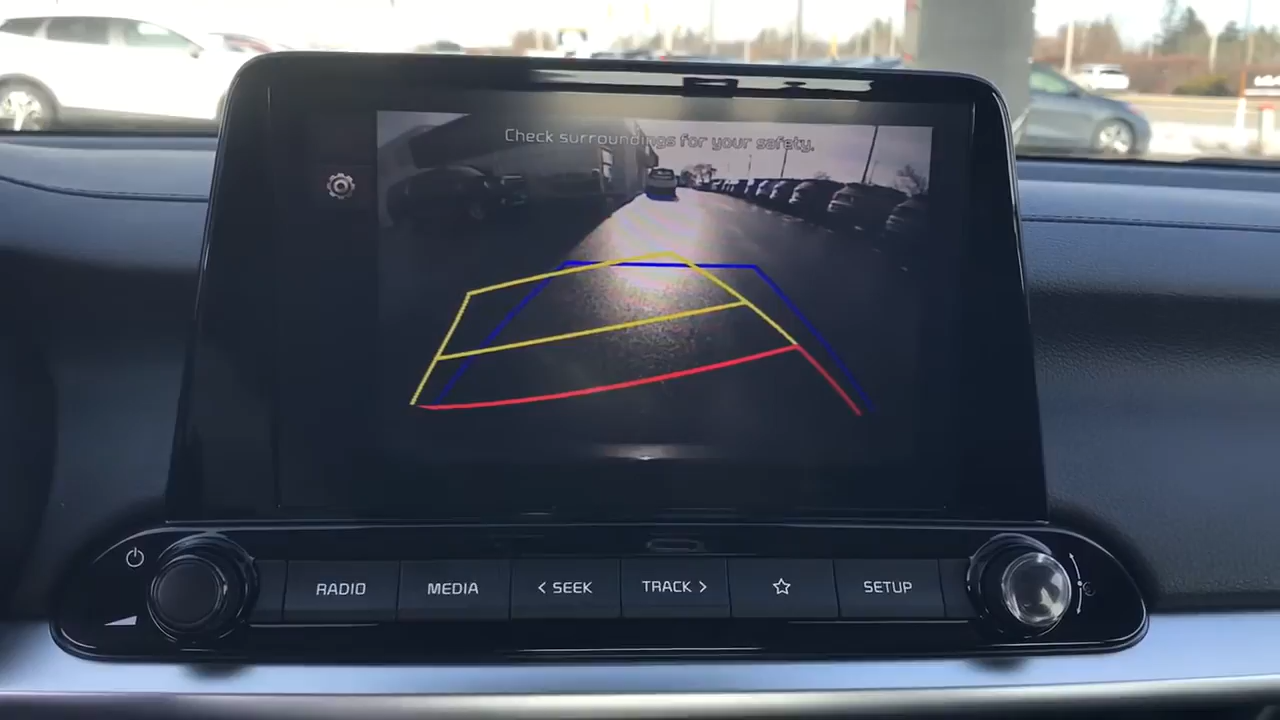 Check surroundings for your safety.
RADIO
MEDIA
< SEEK
TRACK >
SETUP